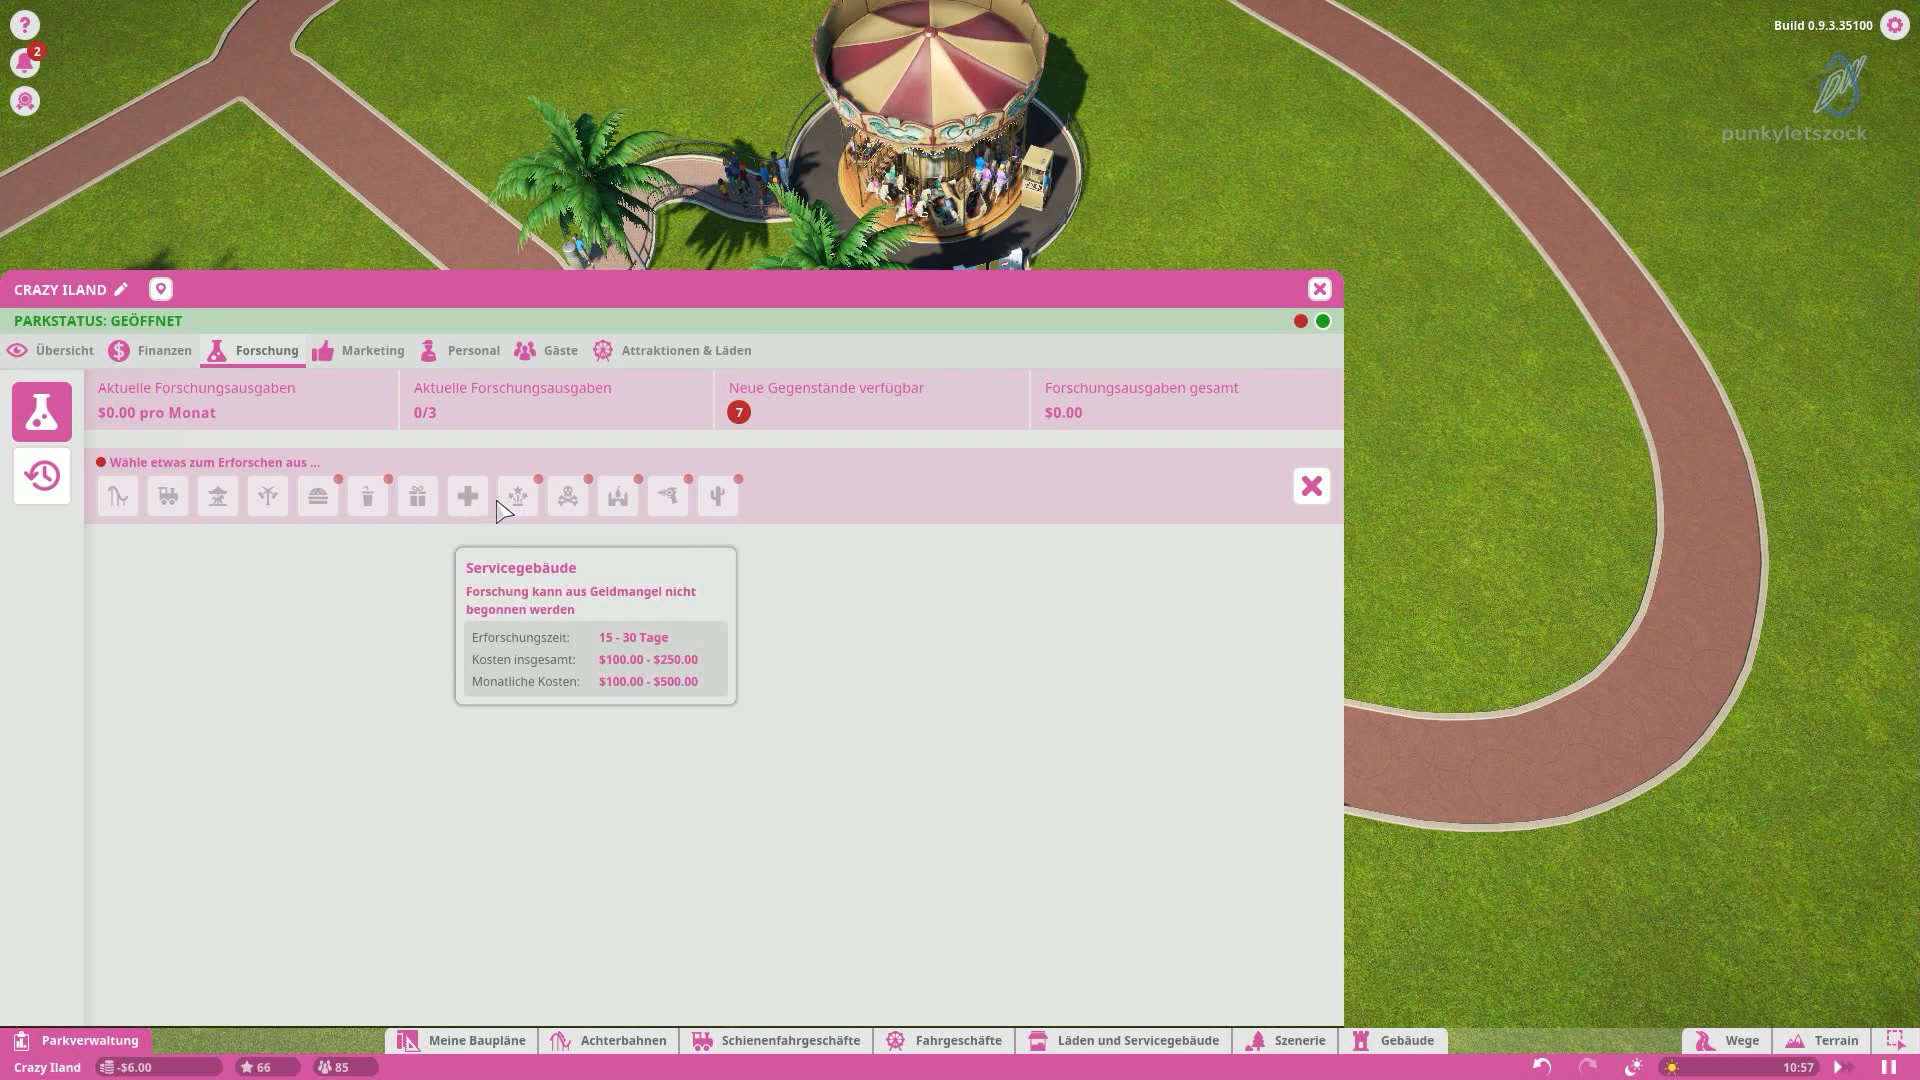 ?
2
Build 0.9.3.35100
punkyletszock
CRAZY ILAND
PARKSTATUS: GEÖFFNET
Übersicht
Finanzen
Forschung
Marketing
Personal
Gäste
Attraktionen & Läden
Aktuelle Forschungsausgaben
$0.00 pro Monat
Aktuelle Forschungsausgaben
0/3
Neue Gegenstände verfügbar
7
Forschungsausgaben gesamt
$0.00
Wähle etwas zum Erforschen aus ...
Servicegebäude
Forschung kann aus Geldmangel nicht
begonnen werden
Erforschungszeit: 15 - 30 Tage
Kosten insgesamt: $100.00 - $250.00
Monatliche Kosten: $100.00 - $500.00
Parkverwaltung
Meine Baupläne
Achterbahnen
Schienenfahrgeschäfte
Fahrgeschäfte
Läden und Servicegebäude
Szenerie
Gebäude
Wege
Terrain
Crazy Iland
-$6.00
66
85
10:57